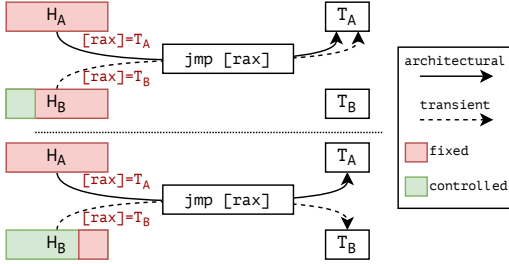 H_A
T_A
[rax]=T_A
jmp [rax]
[rax]=T_B
H_B
T_B
H_A
T_A
[rax]=T_A
jmp [rax]
[rax]=T_B
H_B
T_B
architectural
transient
fixed
controlled